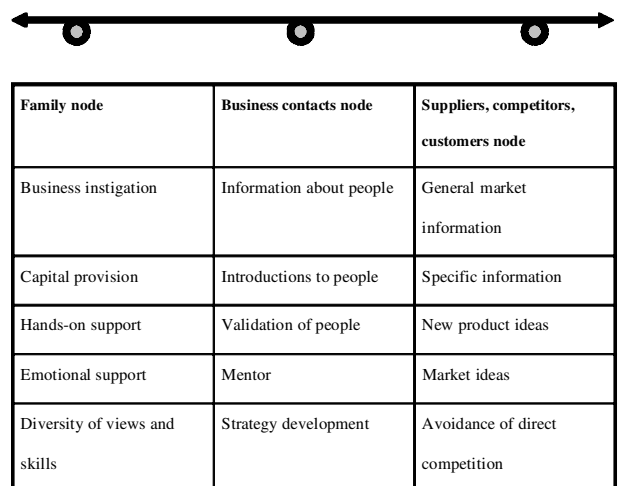 Family node
Business contacts node
Suppliers, competitors,
customers node
Business instigation
Information about people
General market
information
Capital provision
Introductions to people
Specific information
Hands-on support
Validation of people
New product ideas
Emotional support
Mentor
Market ideas
Diversity of views and
skills
Strategy development
Avoidance of direct
competition